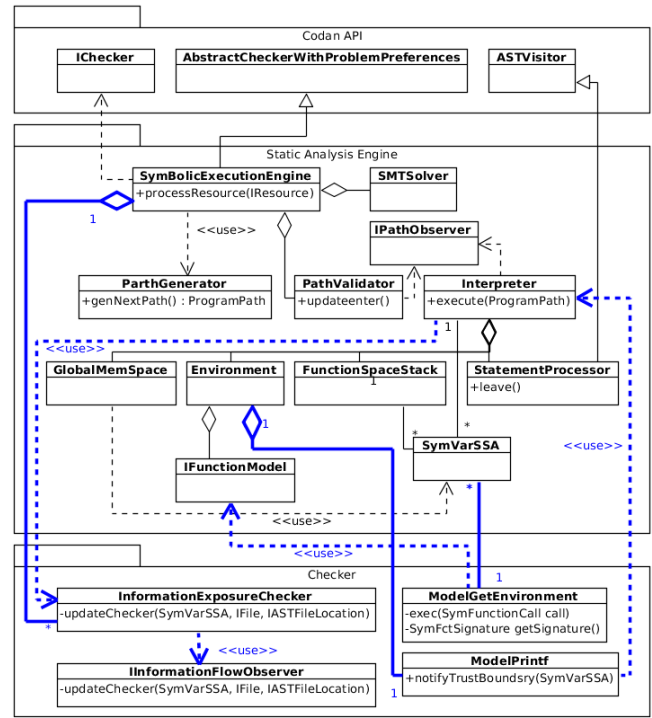 Codan API
IChecker
AbstractCheckerWithProblemPreferences
ASTVisitor
Static Analysis Engine
SymBolicExecutionEngine
+processResource(IResource)
SMTSolver
1
<<use>>
IPathObserver
ParthGenerator
+genNextPath() : ProgramPath
PathValidator
+updateenter()
Interpreter
+execute(ProgramPath)
<<use>>
1
GlobalMemSpace
Environment
FunctionSpaceStack
1
StatementProcessor
+leave()
1
*
*
SymVarSSA
<<use>>
IFunctionModel
*
<<use>>
<<use>>
Checker
1
InformationExposureChecker
-updateChecker(SymVarSSA, IFile, IASTFileLocation)
*
ModelGetEnvironment
-exec(SymFunctionCall call)
-SymFctSignature getSignature()
<<use>>
IInformationFlowObserver
-updateChecker(SymVarSSA, IFile, IASTFileLocation)
ModelPrintf
+notifyTrustBoundsry(SymVarSSA)
1